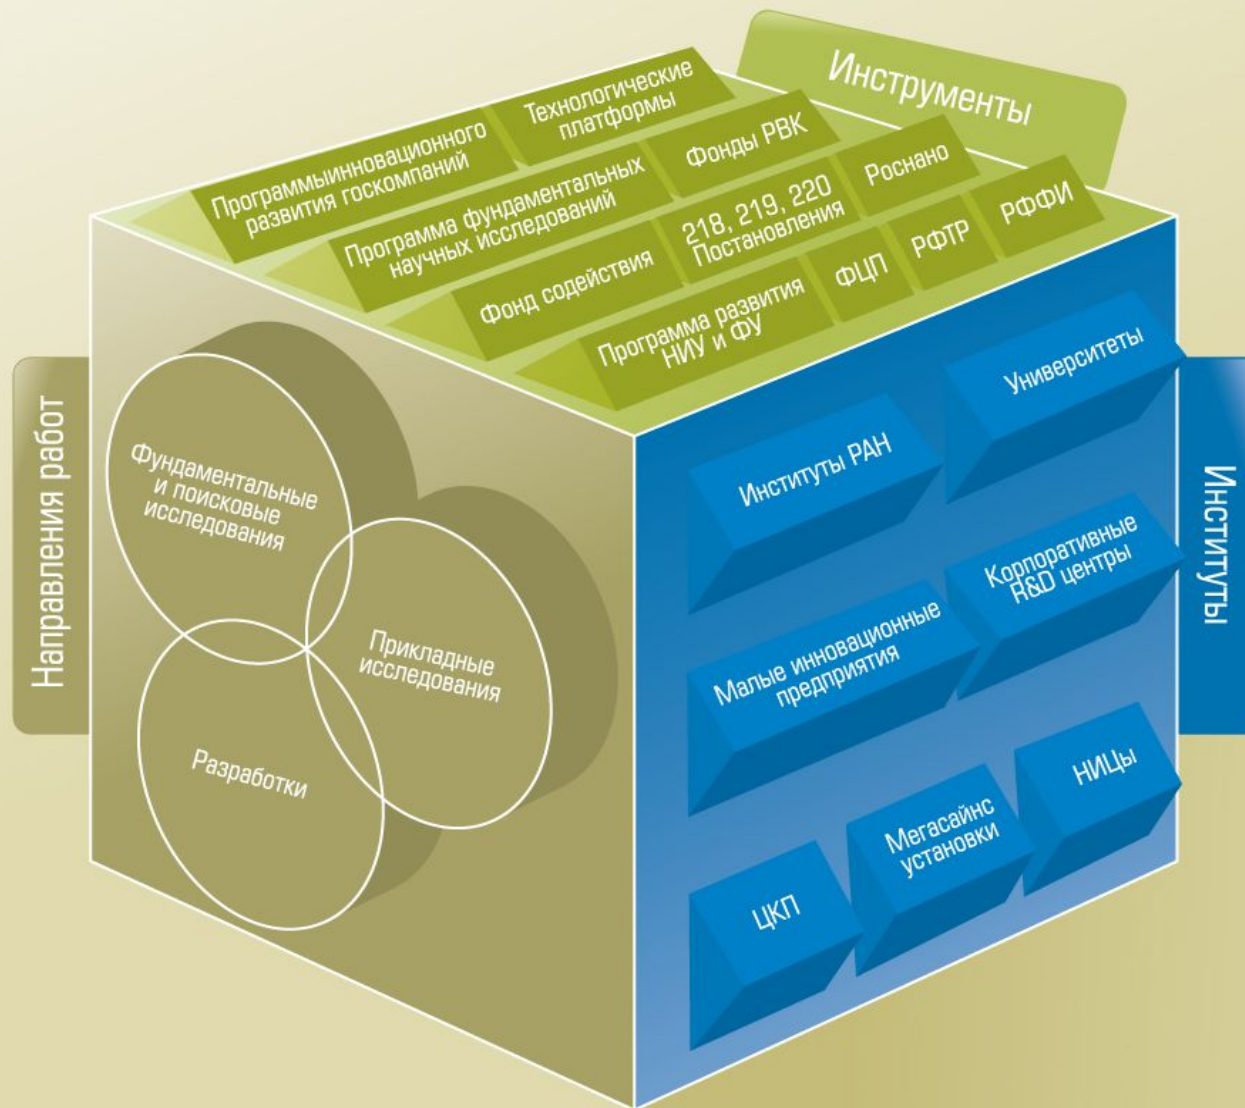 Инструменты
Технологические
платформы
Программыинновационного
развития госкомпаний
Фонды РВК
Программа фундаментальных
научных исследований
Роснано
218, 219, 220
Постановления
Фонд содействия
РФФИ
РФТР
ФЦП
Программа развития
НИУ и ФУ
Направления работ
Фундаментальные
и поисковые
исследования
Прикладные
исследования
Разработки
Институты
Университеты
Институты РАН
Корпоративные
R&D центры
Малые инновационные
предприятия
НИЦы
Мегасайнс
установки
ЦКП